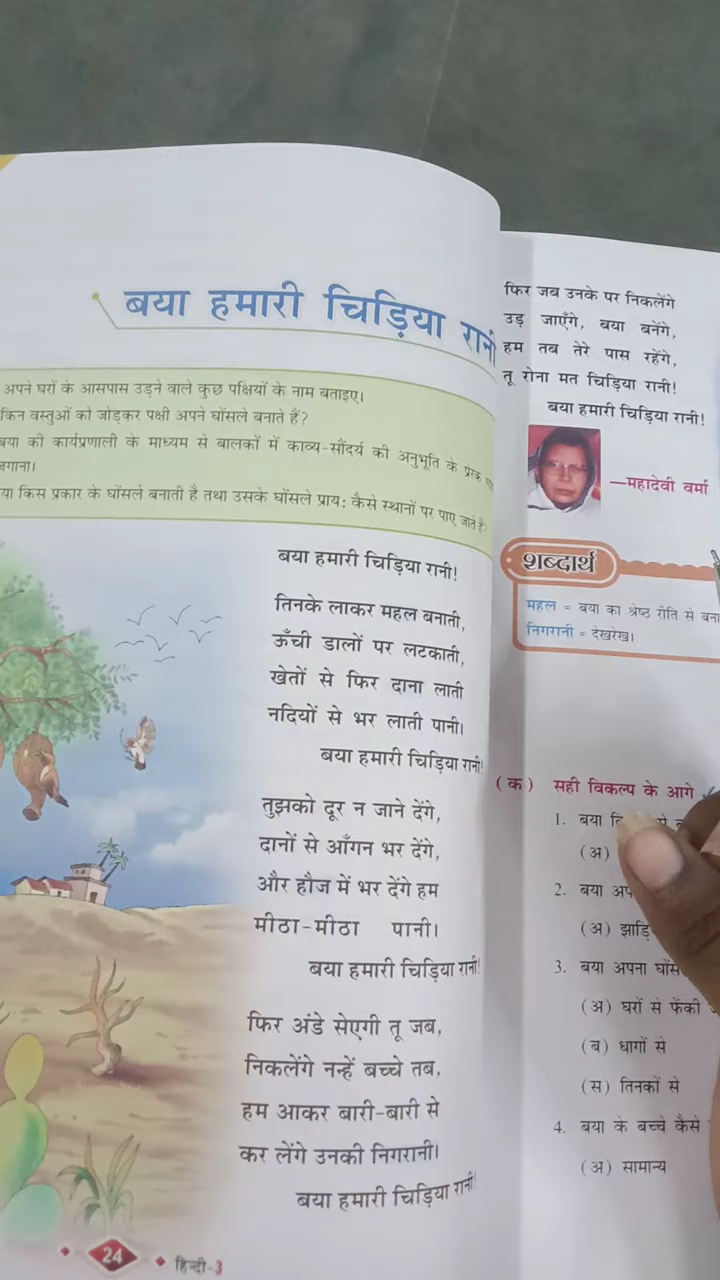 बया हमारी चिड़िया रानी
अपने घरों के आसपास उड़ने वाले कुछ पक्षियों के नाम बताइए।
किन वस्तुओं को जोड़कर पक्षी अपने घोंसले बनाते हैं?
बया की कार्यप्रणाली के माध्यम से बालकों में काव्य-सौंदर्य की अनुभूति के प्रेरक
जगाना।
बया किस प्रकार के घोंसले बनाती है तथा उसके घोंसले प्राय: कैसे स्थानों पर पाए जाते हैं?
बया हमारी चिड़िया रानी!
तिनके लाकर महल बनाती,
ऊँची डालों पर लटकाती,
खेतों से फिर दाना लाती
नदियों से भर लाती पानी।
बया हमारी चिड़िया रानी!
तुझको दूर न जाने देंगे,
दानों से आँगन भर देंगे,
और हौज में भर देंगे हम
मीठा-मीठा पानी।
बया हमारी चिड़िया रानी!
फिर अंडे सेएगी तू जब,
निकलेंगे नन्हें बच्चे तब,
हम आकर बारी-बारी से
कर लेंगे उनकी निगरानी।
बया हमारी चिड़िया रानी!
24
हिन्दी-3
फिर जब उनके पर निकलेंगे
उड़ जाएँगे, बया बनेंगे,
हम तब तेरे पास रहेंगे,
तू रोना मत चिड़िया रानी!
बया हमारी चिड़िया रानी!
—महादेवी वर्मा
शब्दार्थ
महल = बया का श्रेष्ठ रीति से बना
निगरानी = देखरेख।
(क) सही विकल्प के आगे
1. बया
(अ)
2. बया
(अ)
3. बया अपना
(अ) घरों से फेंकी
(ब) धागों से
(स) तिनकों से
4. बया के बच्चे कैसे
(अ) सामान्य